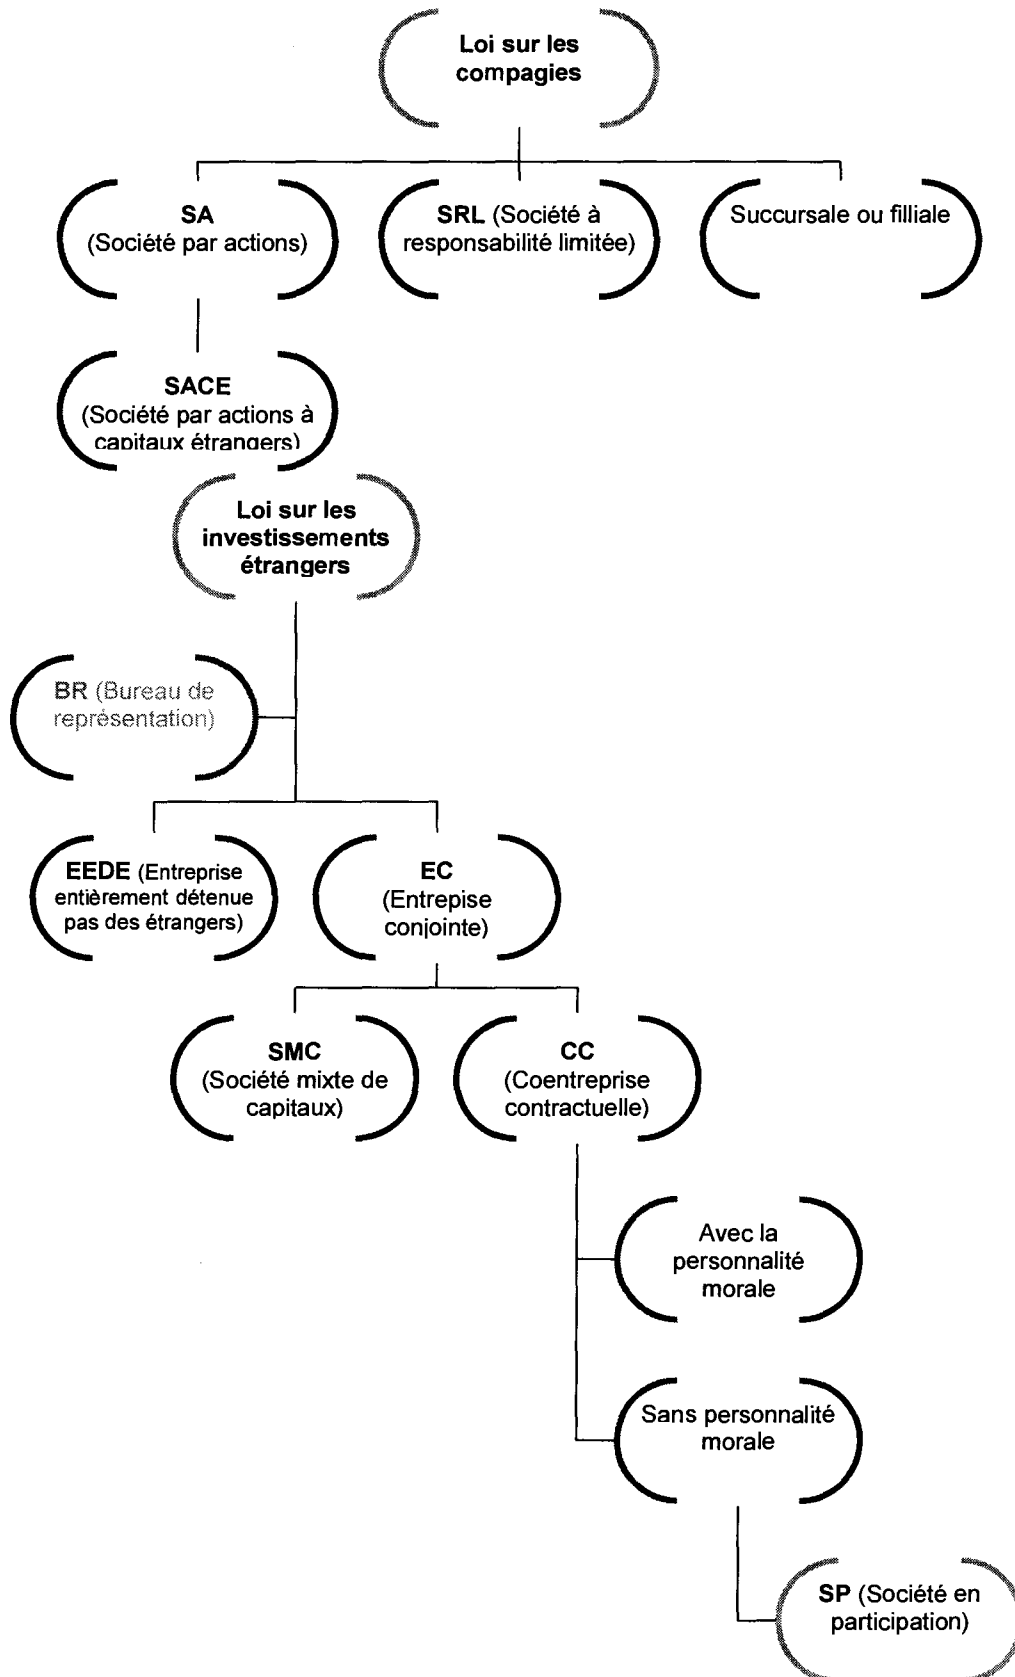 Loi sur les
compagies
SA
(Société par actions)
SRL (Société à
responsabilité limitée)
Succursale ou filliale
SACE
(Société par actions à
capitaux étrangers)
Loi sur les
investissements
étrangers
BR (Bureau de
représentation)
EEDE (Entreprise
entièrement détenue
pas des étrangers)
EC
(Entrepise
conjointe)
SMC
(Société mixte de
capitaux)
CC
(Coentreprise
contractuelle)
Avec la
personnalité
morale
Sans personnalité
morale
SP (Société en
participation)